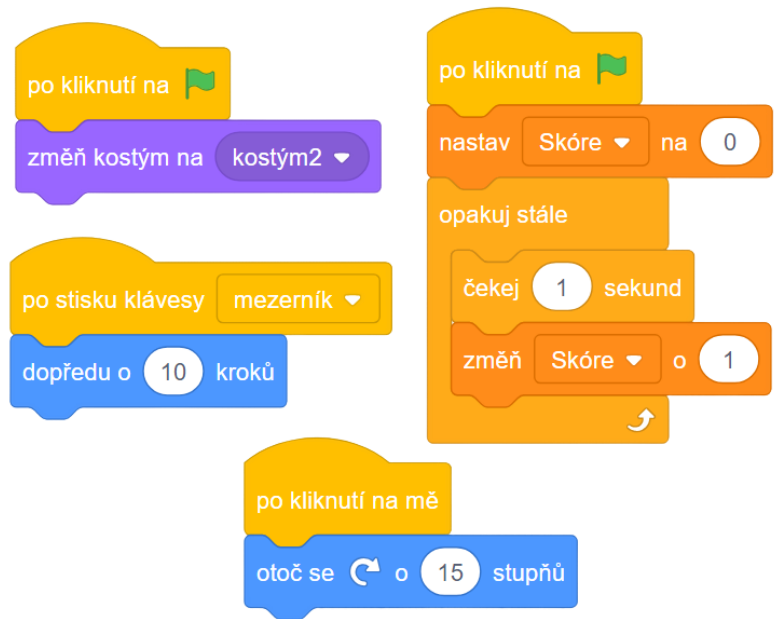 po kliknutí na
změň kostým na kostým2
po stisku klávesy mezerník
dopředu o 10 kroků
po kliknutí na
nastav Skóre na 0
opakuj stále
čekej 1 sekund
změň Skóre o 1
po kliknutí na mě
otoč se o 15 stupňů